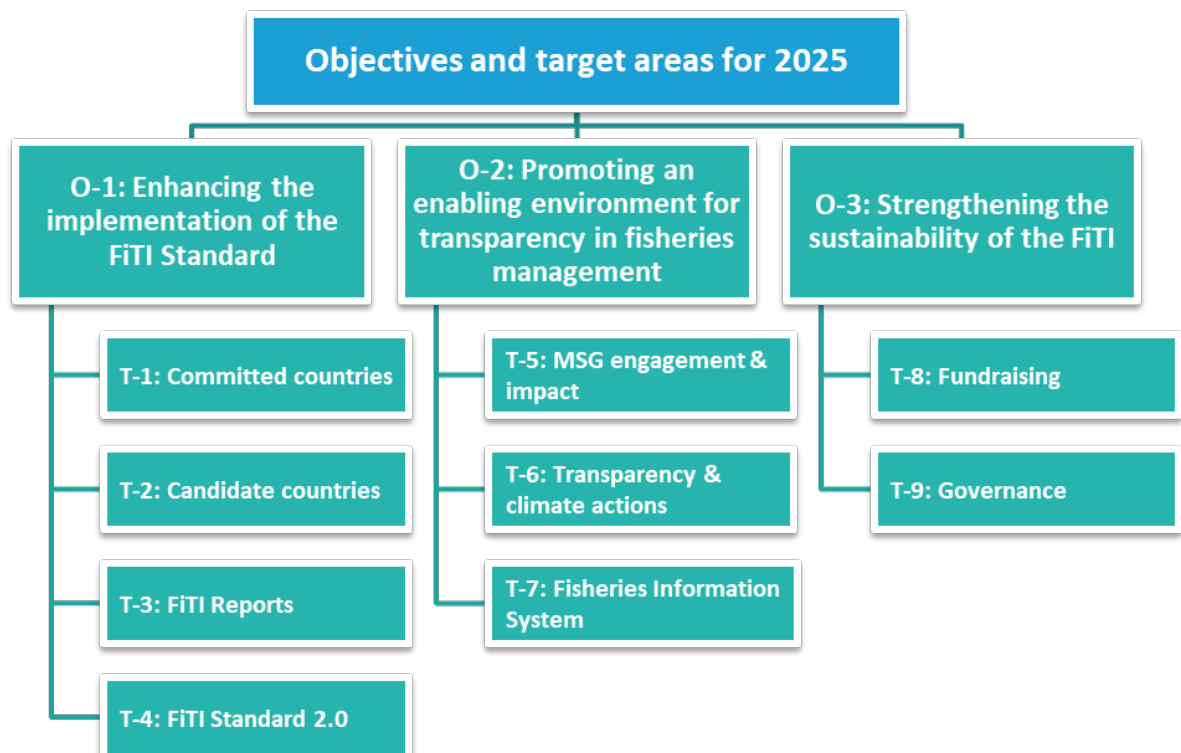 Objectives and target areas for 2025
O-1: Enhancing the
implementation of the
FiTI Standard
T-1: Committed countries
T-2: Candidate countries
T-3: FiTI Reports
T-4: FiTI Standard 2.0
O-2: Promoting an
enabling environment for
transparency in fisheries
management
T-5: MSG engagement &
impact
T-6: Transparency &
climate actions
T-7: Fisheries Information
System
O-3: Strengthening the
sustainability of the FiTI
T-8: Fundraising
T-9: Governance